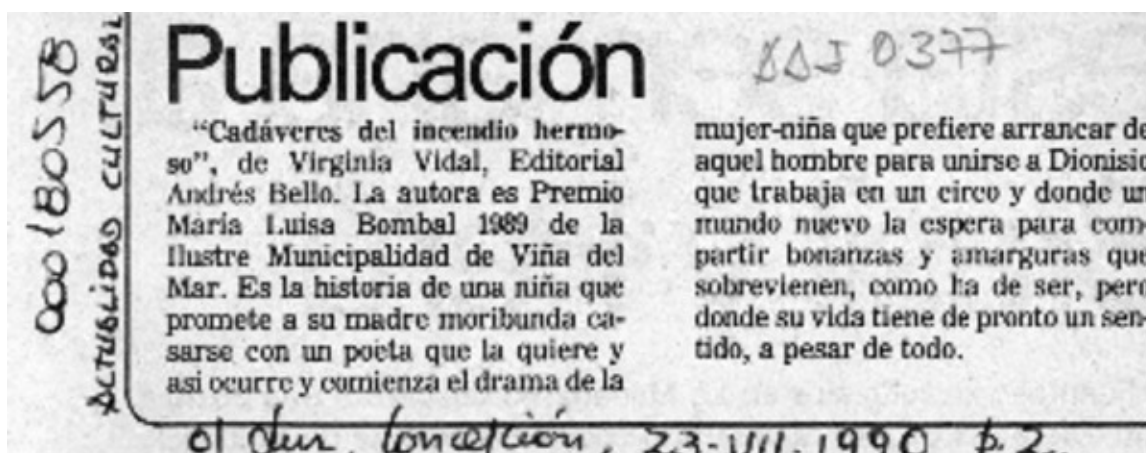 Publicación
AAJ 0377
000180558
ACTUALIDAD CULTURAL
“Cadáveres del incendio hermo-
so”, de Virginia Vidal, Editorial
Andrés Bello. La autora es Premio
María Luisa Bombal 1989 de la
Ilustre Municipalidad de Viña del
Mar. Es la historia de una niña que
promete a su madre moribunda ca-
sarse con un poeta que la quiere y
asi ocurre y comienza el drama de la
mujer-niña que prefiere arrancar de
aquel hombre para unirse a Dionisio
que trabaja en un circo y donde un
mundo nuevo la espera para com-
partir bonanzas y amarguras que
sobrevienen, como ha de ser, pero
donde su vida tiene de pronto un sen-
tido, a pesar de todo.
el Sur, Concepción, 23-VII.1990 p.2.